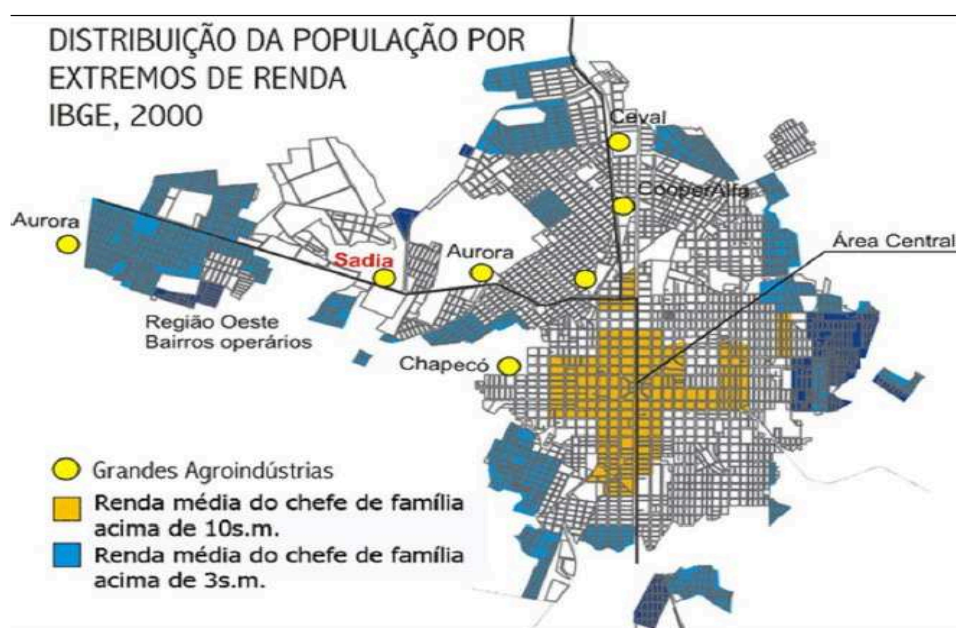 DISTRIBUIÇÃO DA POPULAÇÃO POR
EXTREMOS DE RENDA
IBGE, 2000
Ceval
CooperAlfa
Aurora
Sadia
Aurora
Área Central
Região Oeste
Bairros operários
Chapecó
Grandes Agroindústrias
Renda média do chefe de família
acima de 10s.m.
Renda média do chefe de família
acima de 3s.m.